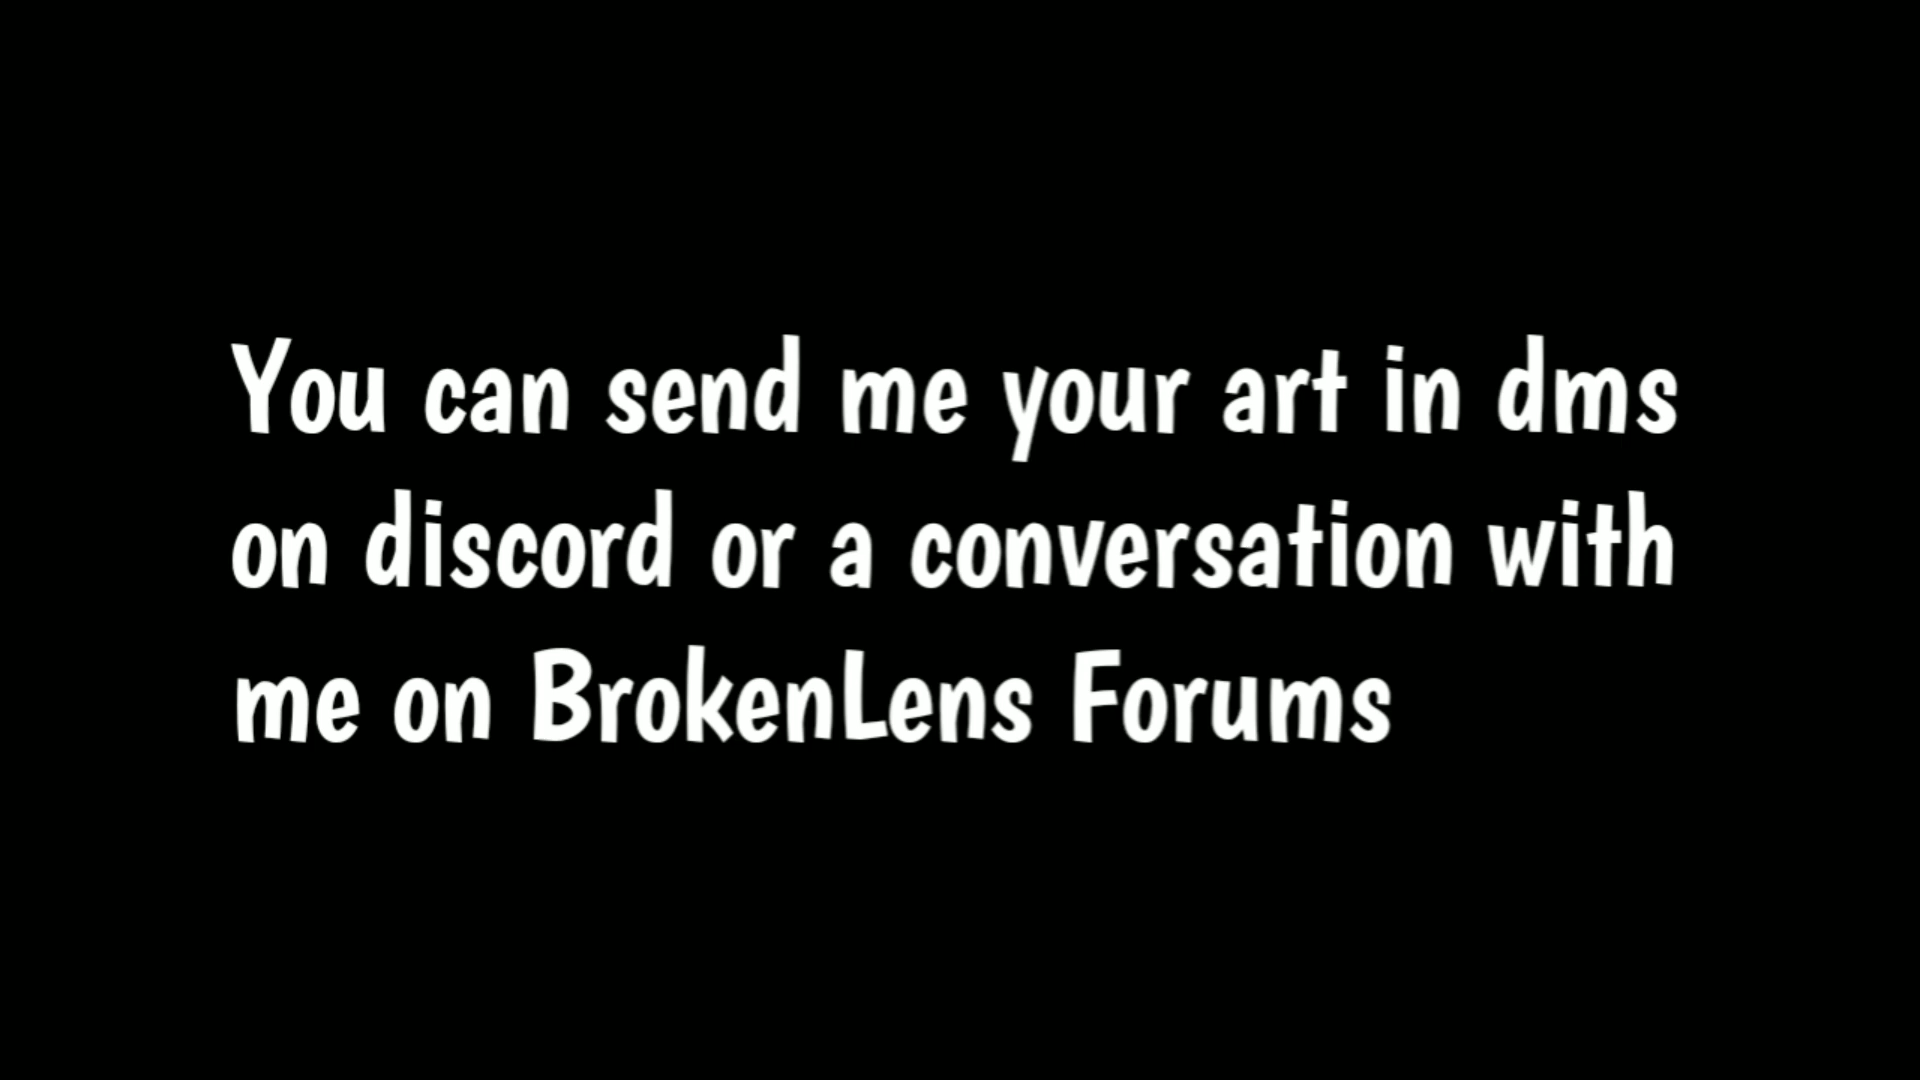 You can send me your art in dms
on discord or a conversation with
me on BrokenLens Forums